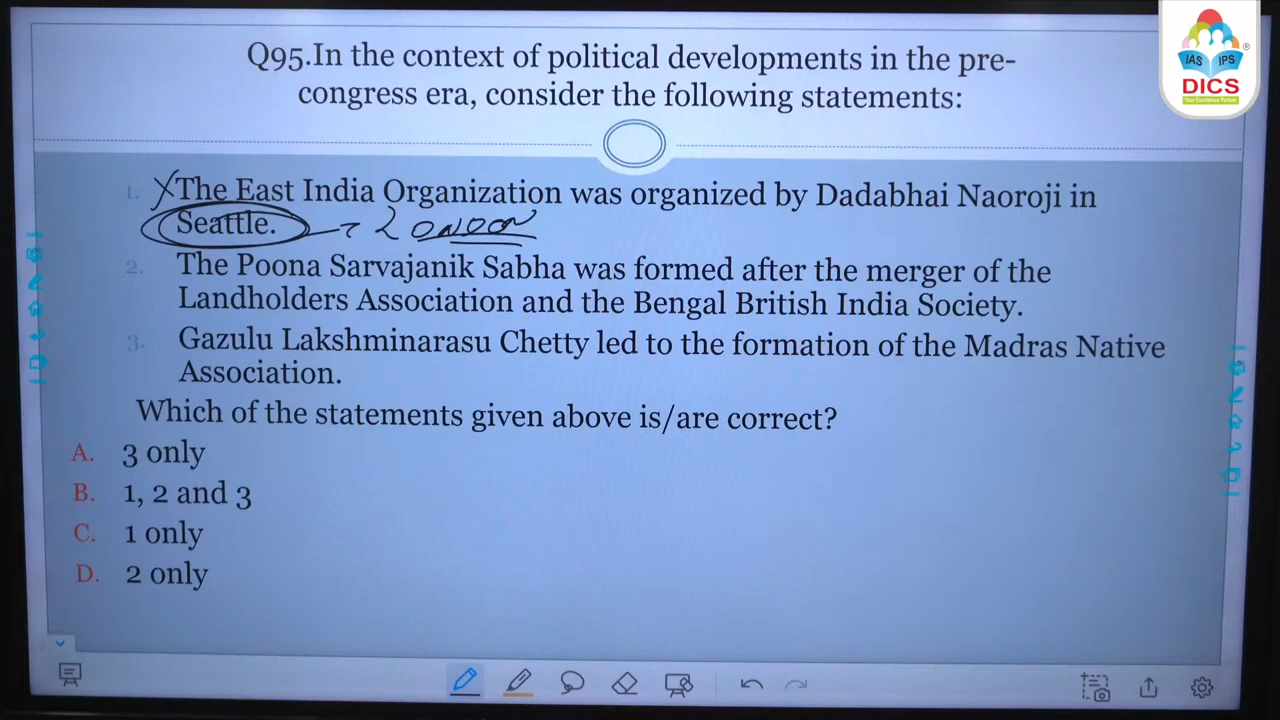 Q95.In the context of political developments in the pre-
congress era, consider the following statements:
IAS IPS
DICS
Your Excellence Partner
1. X The East India Organization was organized by Dadabhai Naoroji in
Seattle. - LONDON
2. The Poona Sarvajanik Sabha was formed after the merger of the
Landholders Association and the Bengal British India Society.
3. Gazulu Lakshminarasu Chetty led to the formation of the Madras Native
Association.
Which of the statements given above is/are correct?
A. 3 only
B. 1, 2 and 3
C. 1 only
D. 2 only